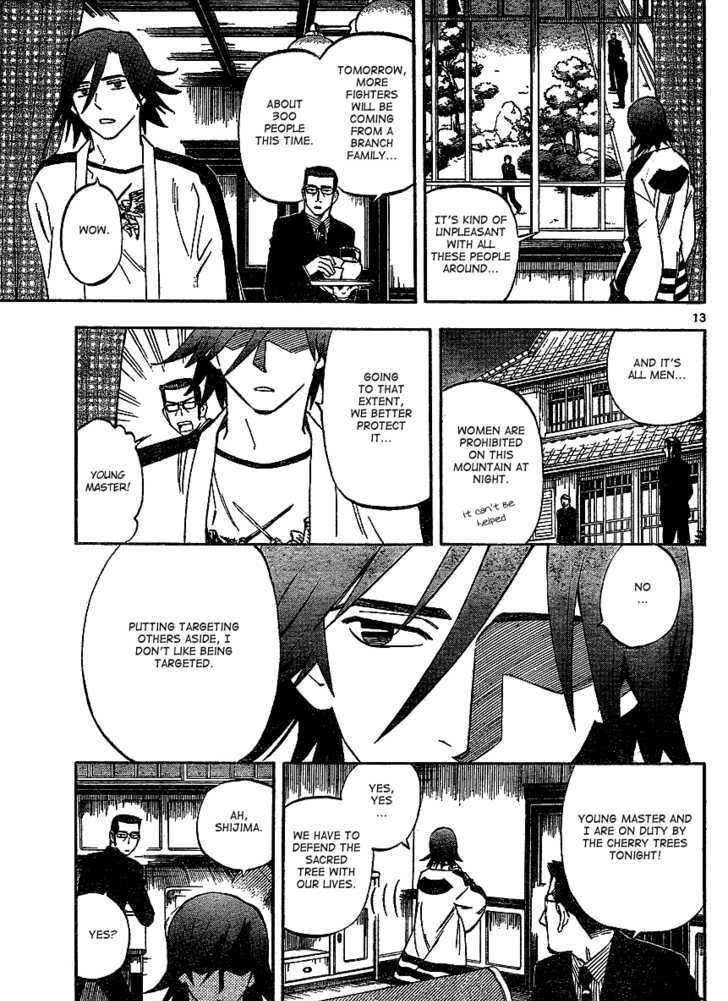 IT'S KIND OF
UNPLEASANT
WITH ALL
THESE PEOPLE
AROUND...
TOMORROW,
MORE
FIGHTERS
WILL BE
COMING
FROM A
BRANCH
FAMILY...
ABOUT
300
PEOPLE
THIS TIME.
WOW.
13
AND IT'S
ALL MEN...
WOMEN ARE
PROHIBITED
ON THIS
MOUNTAIN AT
NIGHT.
it can't be
helped
GOING
TO THAT
EXTENT,
WE BETTER
PROTECT
IT...
YOUNG
MASTER!
NO
...
PUTTING TARGETING
OTHERS ASIDE, I
DON'T LIKE BEING
TARGETED.
YOUNG MASTER AND
I ARE ON DUTY BY
THE CHERRY TREES
TONIGHT!
YES,
YES
...
WE HAVE TO
DEFEND THE
SACRED
TREE WITH
OUR LIVES.
AH,
SHIJIMA.
YES?